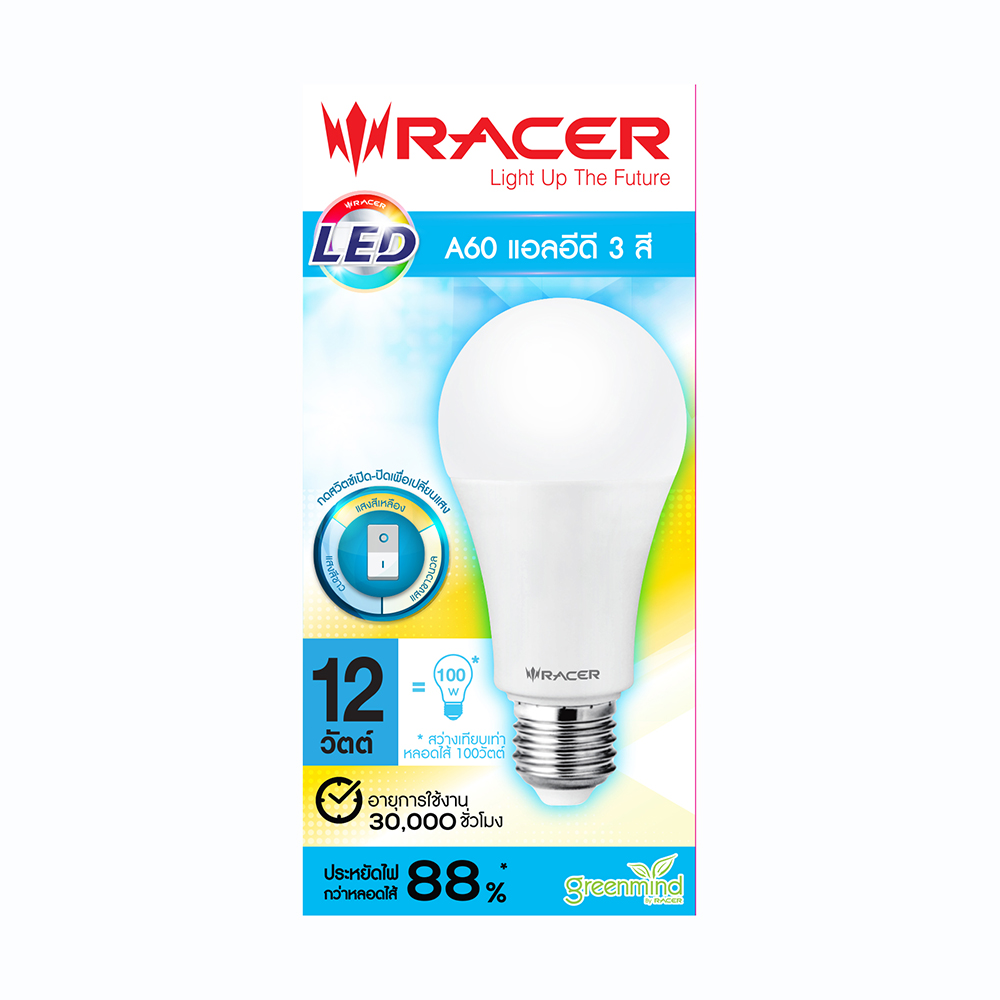 RACER
Light Up The Future
RACER
LED
A60 แอลอีดี 3 สี
กดสวิตช์เปิด-ปิดเพื่อเปลี่ยนแสง
แสงสีเหลือง
แสงสีขาว
แสงขาวนวล
RACER
12
วัตต์
=
100
W
*
* สว่างเทียบเท่า
หลอดไส้ 100วัตต์
อายุการใช้งาน
30,000 ชั่วโมง
ประหยัดไฟ
กว่าหลอดไส้
88%*
greenmind
By RACER